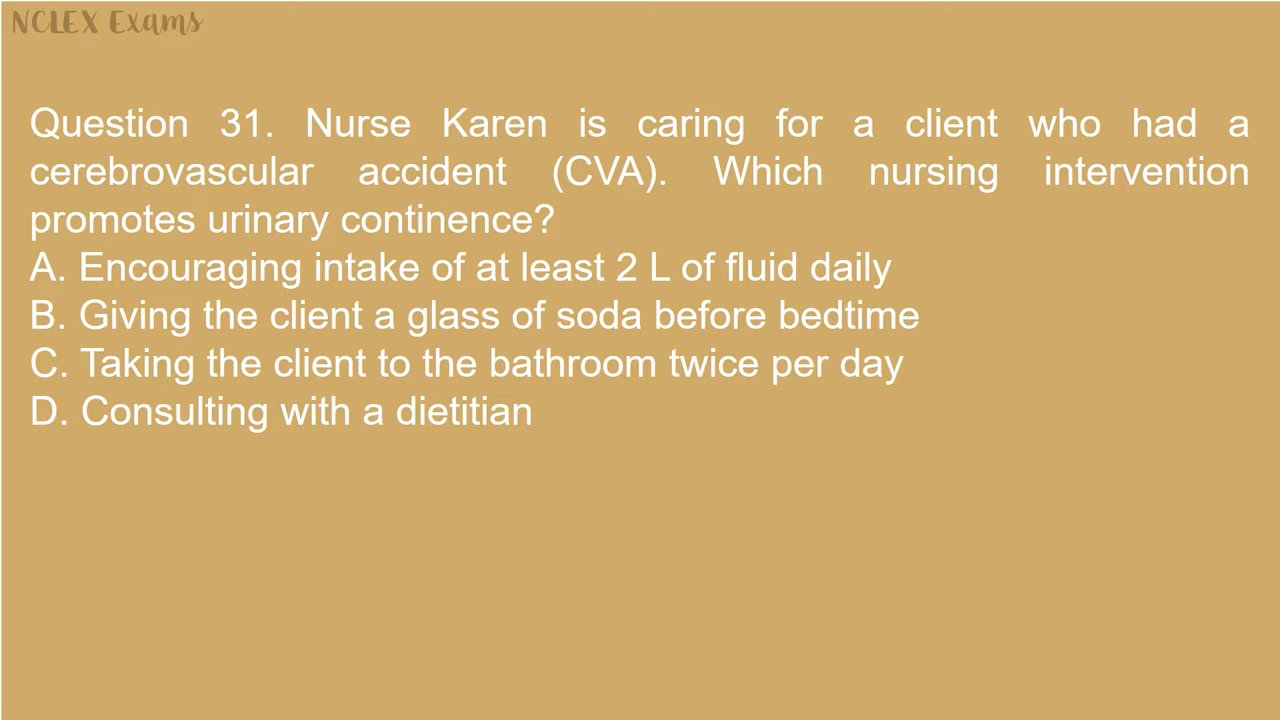 NCLEX Exams
Question 31. Nurse Karen is caring for a client who had a
cerebrovascular accident (CVA). Which nursing intervention
promotes urinary continence?
A. Encouraging intake of at least 2 L of fluid daily
B. Giving the client a glass of soda before bedtime
C. Taking the client to the bathroom twice per day
D. Consulting with a dietitian